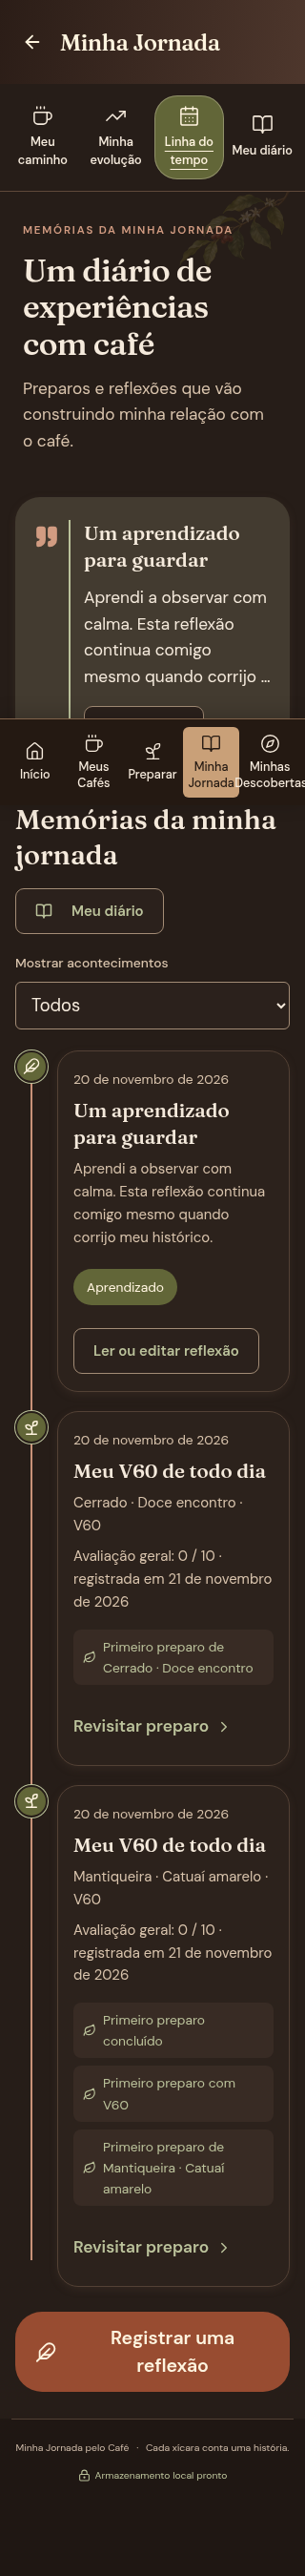 Minha Jornada
Meu
caminho
Minha
evolução
Linha do
tempo
Meu diário
MEMÓRIAS DA MINHA JORNADA
Um diário de
experiências
com café
Preparos e reflexões que vão
construindo minha relação com
o café.
Um aprendizado
para guardar
Aprendi a observar com
calma. Esta reflexão
continua comigo
mesmo quando corrijo ...
Início
Meus
Cafés
Preparar
Minha
Jornada
Minhas
Descobertas
Memórias da minha
jornada
Meu diário
Mostrar acontecimentos
Todos
20 de novembro de 2026
Um aprendizado
para guardar
Aprendi a observar com
calma. Esta reflexão continua
comigo mesmo quando
corrijo meu histórico.
Aprendizado
Ler ou editar reflexão
20 de novembro de 2026
Meu V60 de todo dia
Cerrado · Doce encontro ·
V60
Avaliação geral: 0 / 10 ·
registrada em 21 de novembro
de 2026
Primeiro preparo de
Cerrado · Doce encontro
Revisitar preparo
20 de novembro de 2026
Meu V60 de todo dia
Mantiqueira · Catuaí amarelo ·
V60
Avaliação geral: 0 / 10 ·
registrada em 21 de novembro
de 2026
Primeiro preparo
concluído
Primeiro preparo com
V60
Primeiro preparo de
Mantiqueira · Catuaí
amarelo
Revisitar preparo
Registrar uma
reflexão
Minha Jornada pelo Café · Cada xícara conta uma história.
Armazenamento local pronto